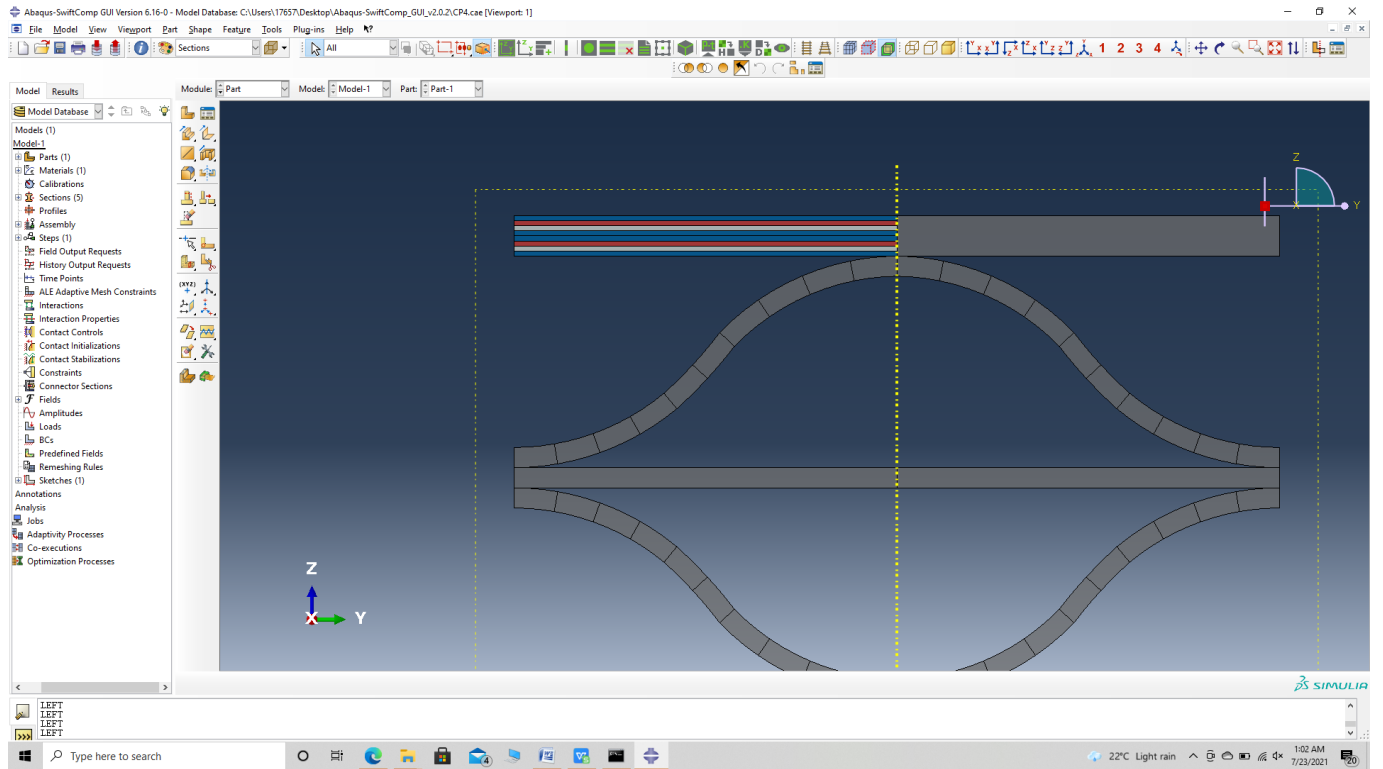 Abaqus-SwiftComp GUI Version 6.16-0 - Model Database: C:\Users\17657\Desktop\Abaqus-SwiftComp_GUI_v2.0.2\CP4.cae [Viewport: 1]
File Model View Viewport Part Shape Feature Tools Plug-ins Help
Sections All 1 2 3 4
Model Results Module: Part Model: Model-1 Part: Part-1
Model Database
Models (1)
Model-1
Parts (1)
Materials (1)
Calibrations
Sections (5)
Profiles
Assembly
Steps (1)
Field Output Requests
History Output Requests
Time Points
ALE Adaptive Mesh Constraints
Interactions
Interaction Properties
Contact Controls
Contact Initializations
Contact Stabilizations
Constraints
Connector Sections
Fields
Amplitudes
Loads
BCs
Predefined Fields
Remeshing Rules
Sketches (1)
Annotations
Analysis
Jobs
Adaptivity Processes
Co-executions
Optimization Processes
(XYZ)
Z
X Y
Z
X Y
SIMULIA
LEFT
LEFT
LEFT
LEFT
Type here to search
22°C Light rain
1:02 AM
7/23/2021
20